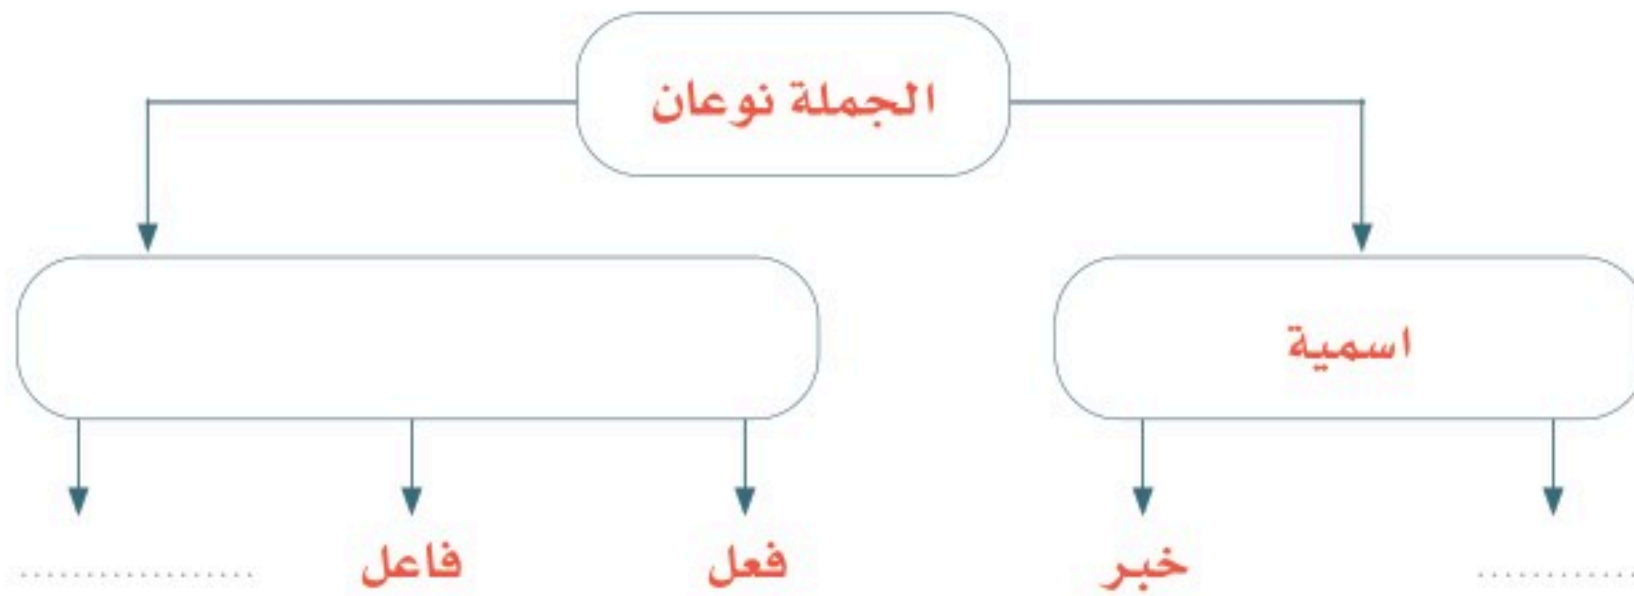 الجملة نوعان
اسمية
.......... خبر فعل فاعل .................